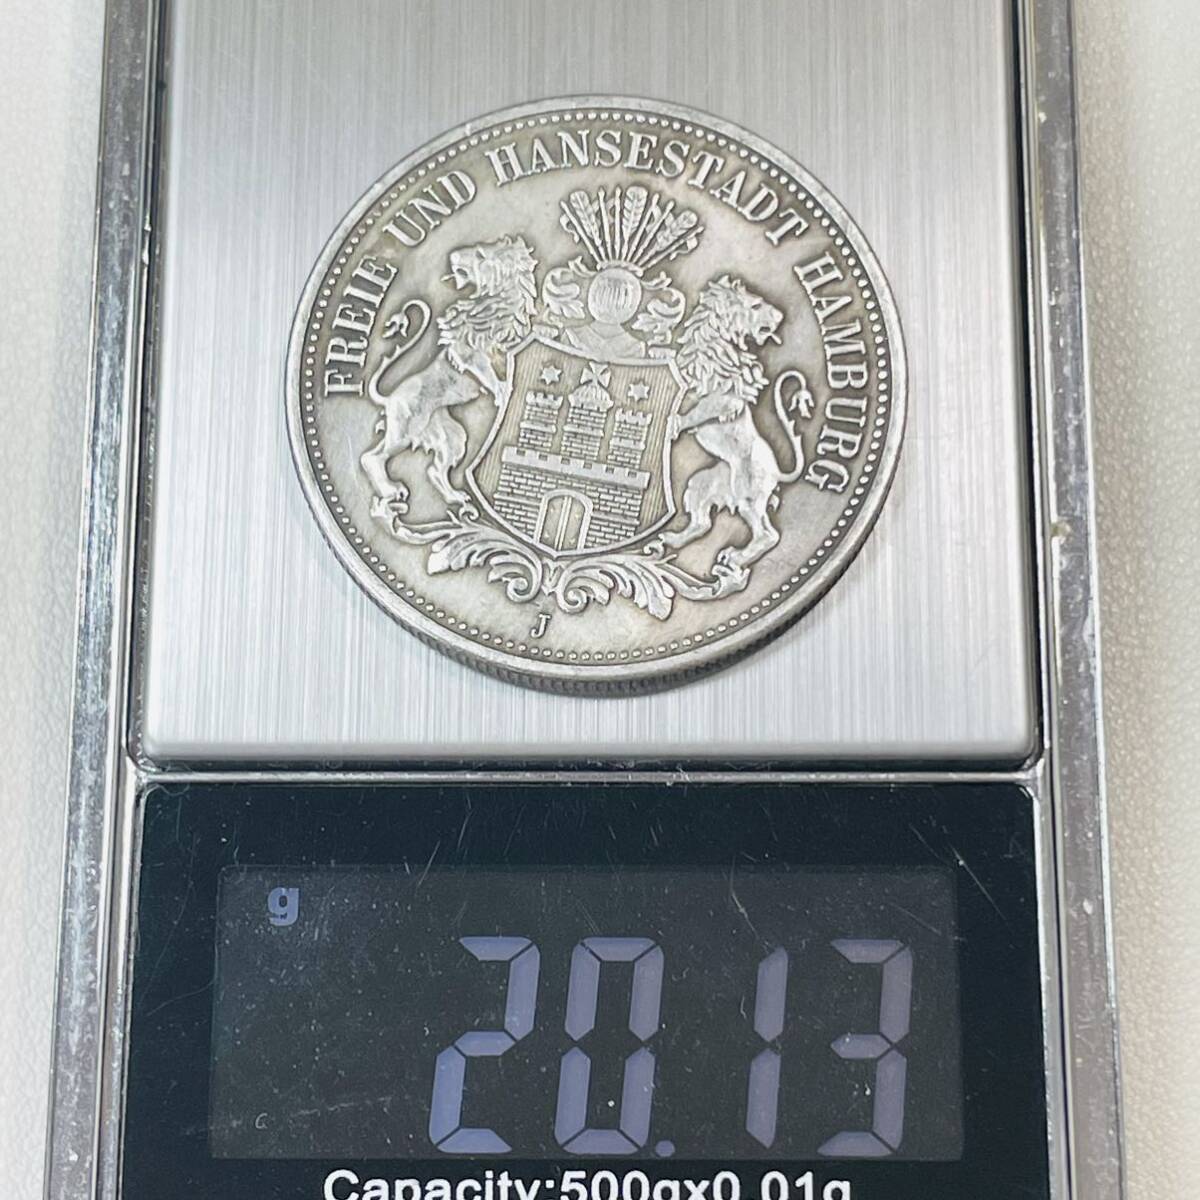 FREIE UND HANSESTADT HAMBURG
J
g
20.13
Capacity:500gx0.01g